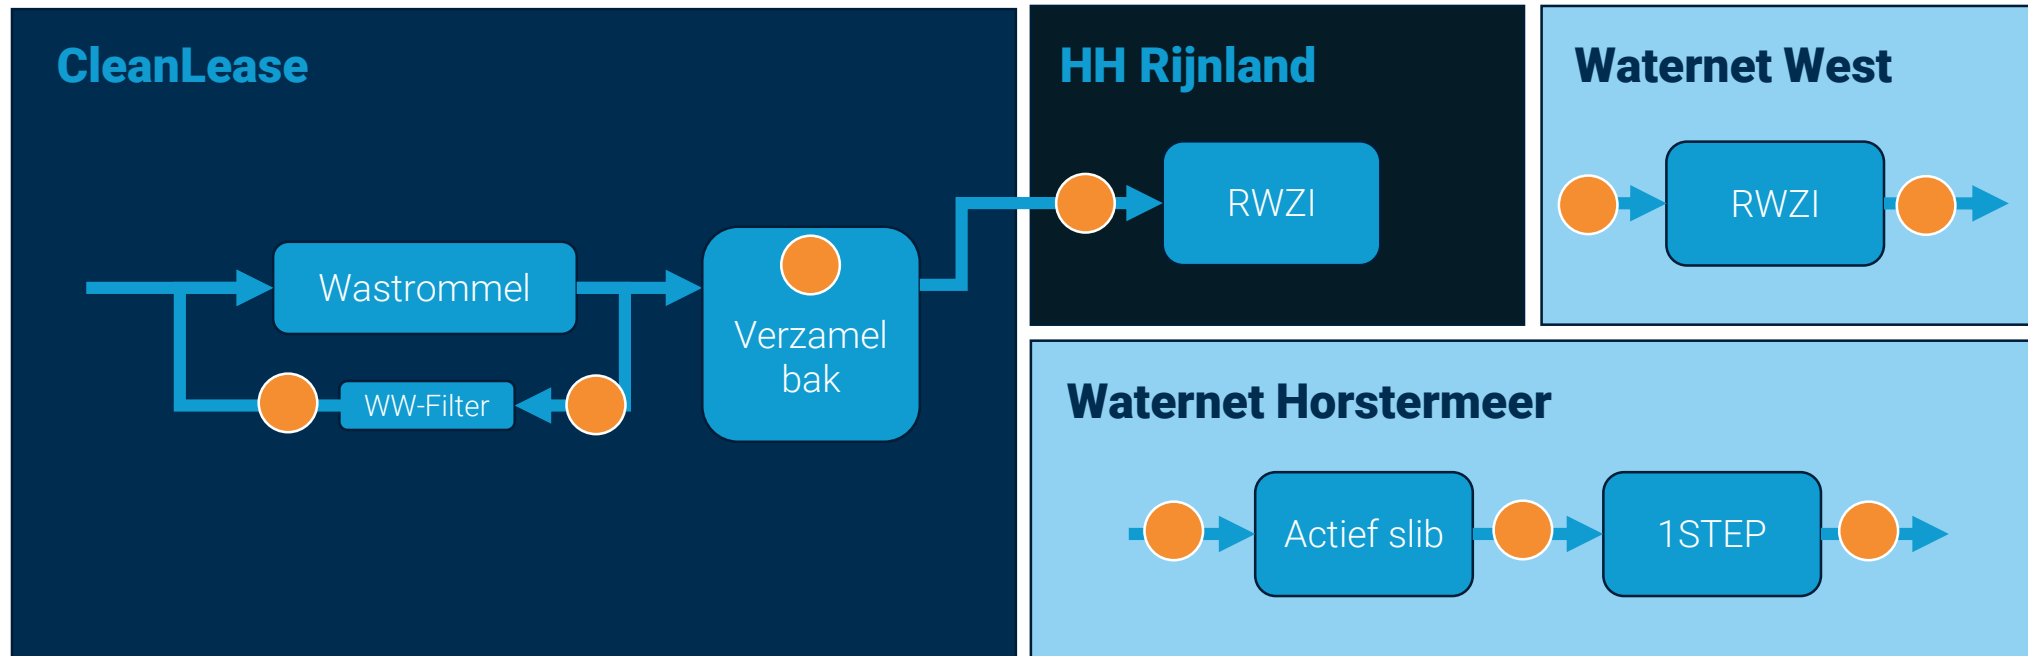 CleanLease
Wastrommel
WW-Filter
Verzamel
bak
HH Rijnland
RWZI
Waternet West
RWZI
Waternet Horstermeer
Actief slib
1STEP